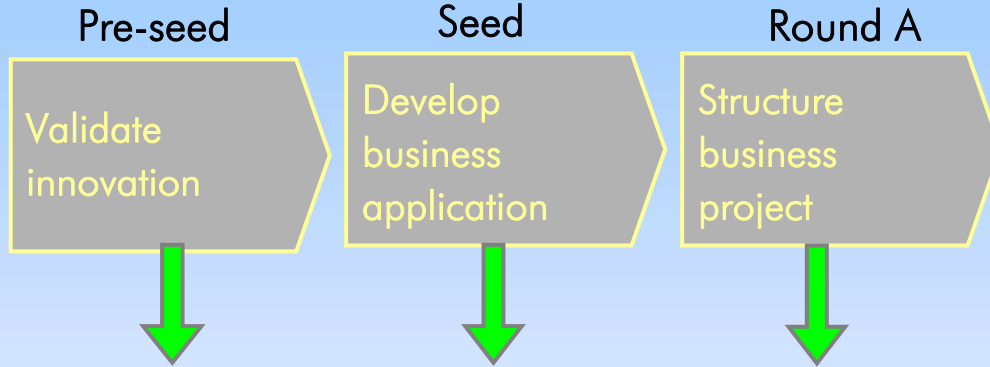 Pre-seed
Seed
Round A
Validate
innovation
Develop
business
application
Structure
business
project